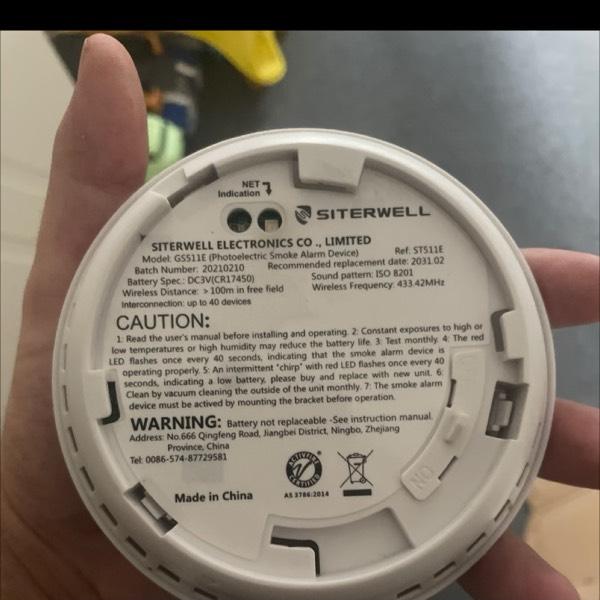 NET
Indication
SITERWELL
SITERWELL ELECTRONICS CO ., LIMITED
Model: GS511E (Photoelectric Smoke Alarm Device) Ref: ST511E
Batch Number: 20210210 Recommended replacement date: 2031.02
Battery Spec.: DC3V(CR17450) Sound pattern: ISO 8201
Wireless Distance: > 100m in free field Wireless Frequency: 433.42MHz
Interconnection: up to 40 devices
CAUTION:
1: Read the user's manual before installing and operating. 2: Constant exposures to high or
low temperatures or high humidity may reduce the battery life. 3: Test monthly. 4: The red
LED flashes once every 40 seconds, indicating that the smoke alarm device is
operating properly. 5: An intermittent "chirp" with red LED flashes once every 40
seconds, indicating a low battery, please buy and replace with new unit. 6:
Clean by vacuum cleaning the outside of the unit monthly. 7: The smoke alarm
device must be actived by mounting the bracket before operation.
WARNING: Battery not replaceable -See instruction manual.
Address: No.666 Qingfeng Road, Jiangbei District, Ningbo, Zhejiang
Province, China
Tel: 0086-574-87729581
ACTIVFIRE
CERTIFIED
AS 3786:2014
Made in China
NO